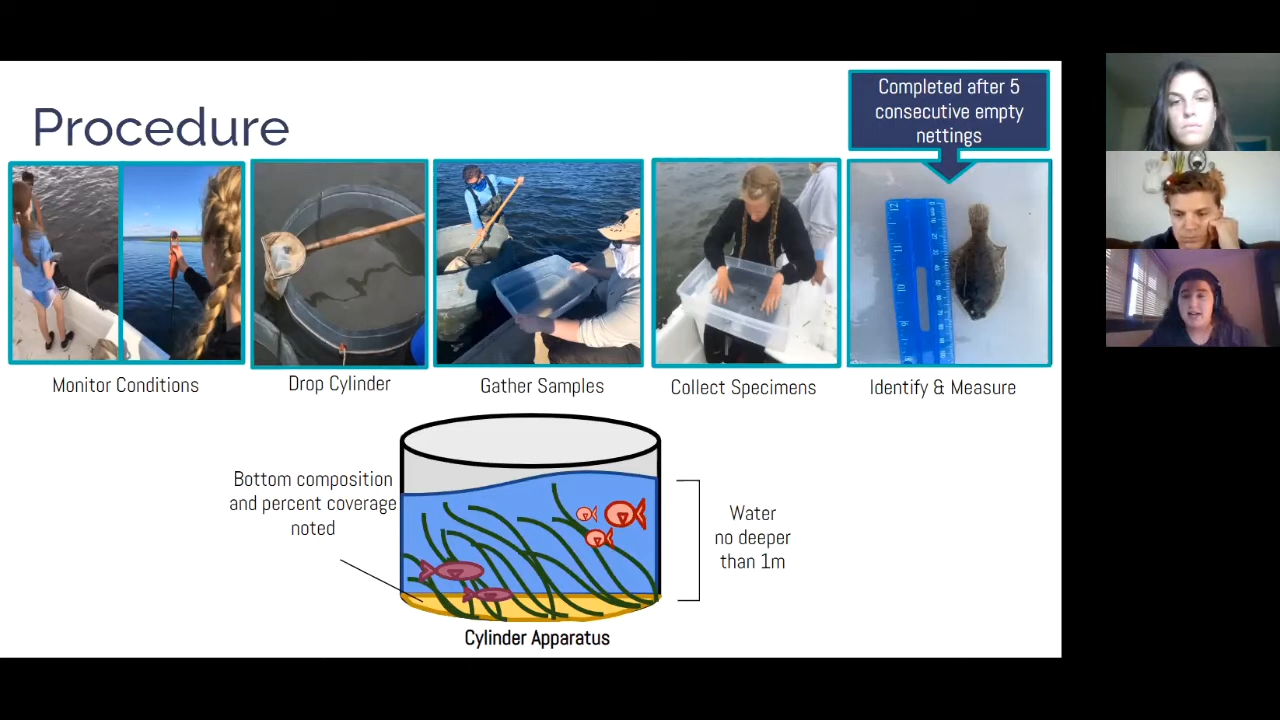 Completed after 5
consecutive empty
nettings
Procedure
Monitor Conditions
Drop Cylinder
Gather Samples
Collect Specimens
Identify & Measure
Bottom composition
and percent coverage
noted
Water
no deeper
than 1m
Cylinder Apparatus